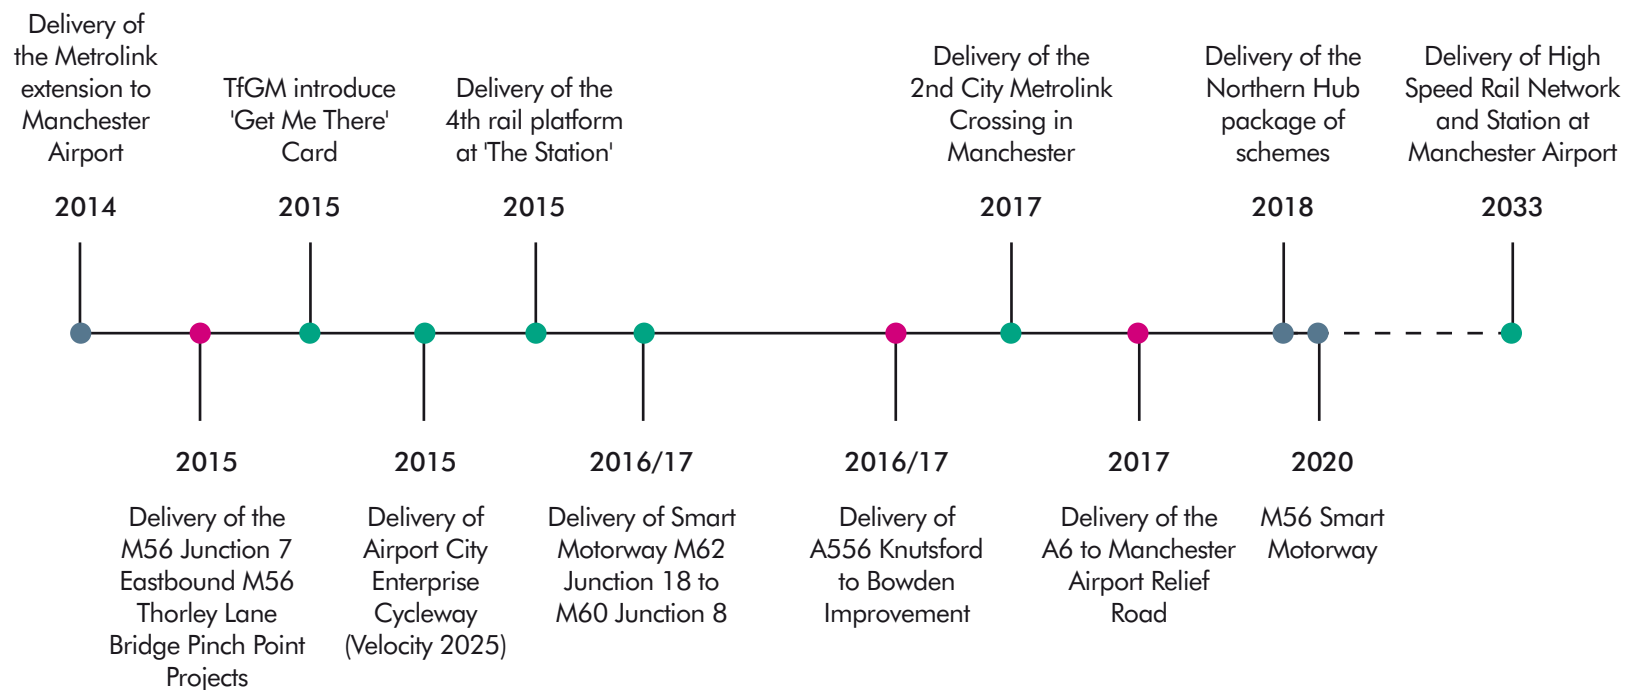 Delivery of
the Metrolink
extension to
Manchester
Airport
2014
TfGM introduce
'Get Me There'
Card
2015
Delivery of the
4th rail platform
at 'The Station'
2015
Delivery of the
2nd City Metrolink
Crossing in
Manchester
2017
Delivery of the
Northern Hub
package of
schemes
2018
Delivery of High
Speed Rail Network
and Station at
Manchester Airport
2033
2015
Delivery of the
M56 Junction 7
Eastbound M56
Thorley Lane
Bridge Pinch Point
Projects
2015
Delivery of
Airport City
Enterprise
Cycleway
(Velocity 2025)
2016/17
Delivery of Smart
Motorway M62
Junction 18 to
M60 Junction 8
2016/17
Delivery of
A556 Knutsford
to Bowden
Improvement
2017
Delivery of the
A6 to Manchester
Airport Relief
Road
2020
M56 Smart
Motorway